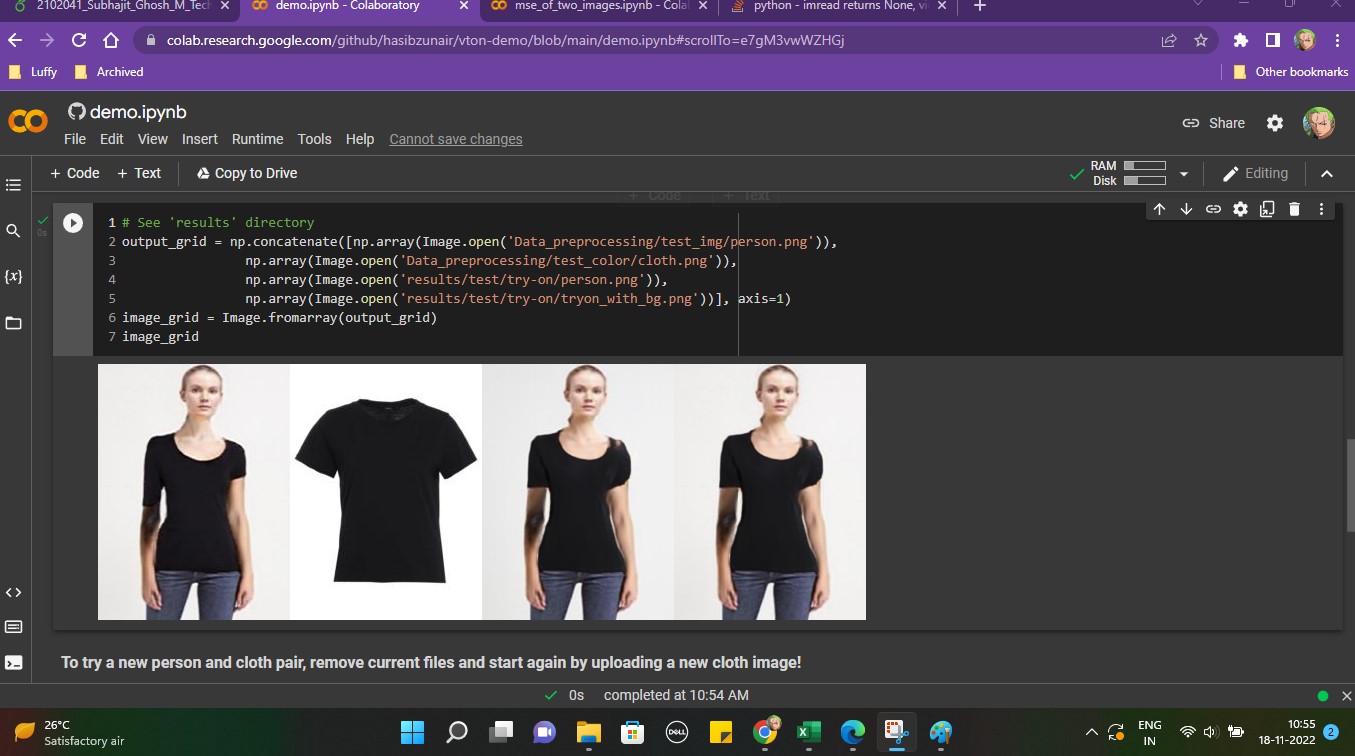 2102041_Subhajit_Ghosh_M_Tec
demo.ipynb - Colaboratory
mse_of_two_images.ipynb - Cola
python - imread returns None, vi
colab.research.google.com/github/hasibzunair/vton-demo/blob/main/demo.ipynb#scrollTo=e7gM3vwWZHGj
Luffy
Archived
Other bookmarks
demo.ipynb
File Edit View Insert Runtime Tools Help Cannot save changes
Share
+ Code + Text Copy to Drive
RAM
Disk
Editing
+ Code + Text
0s
1 # See 'results' directory
2 output_grid = np.concatenate([np.array(Image.open('Data_preprocessing/test_img/person.png')),
3 np.array(Image.open('Data_preprocessing/test_color/cloth.png')),
4 np.array(Image.open('results/test/try-on/person.png')),
5 np.array(Image.open('results/test/try-on/tryon_with_bg.png'))], axis=1)
6 image_grid = Image.fromarray(output_grid)
7 image_grid
{x}
To try a new person and cloth pair, remove current files and start again by uploading a new cloth image!
0s completed at 10:54 AM
26°C
Satisfactory air
DELL
ENG
IN
10:55
18-11-2022
2